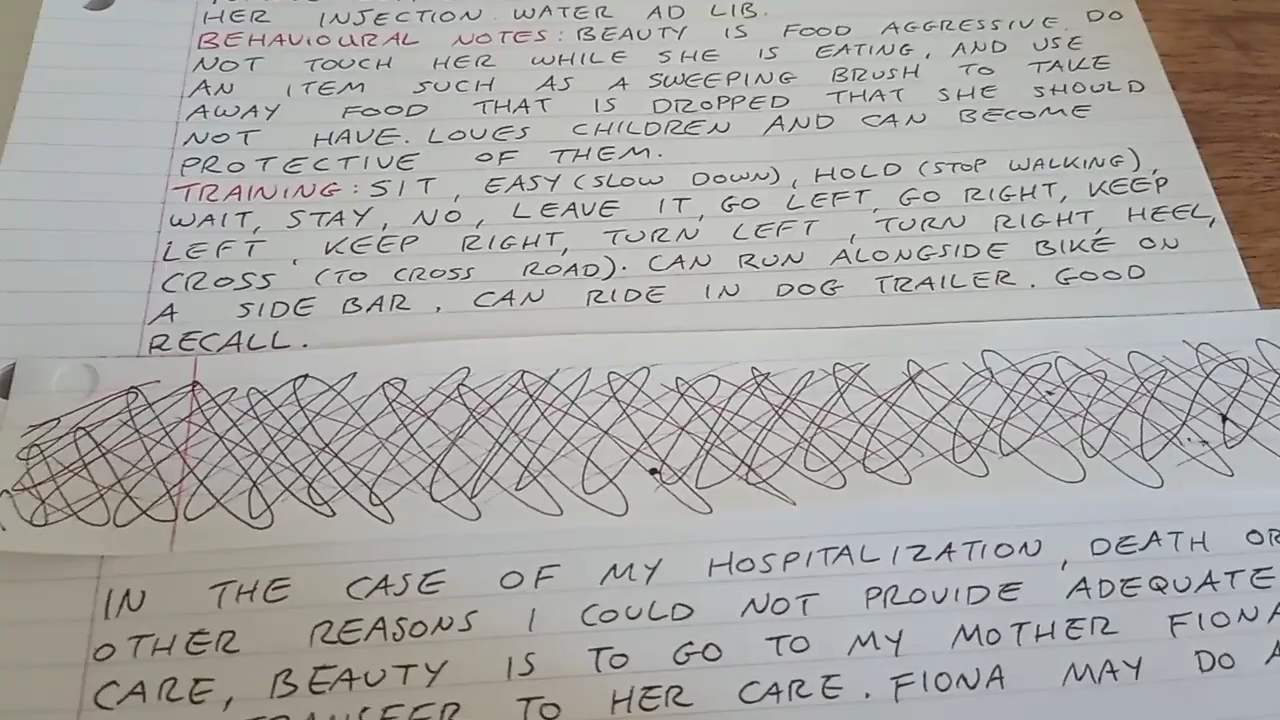 HER INJECTION. WATER AD LIB.
BEHAVIOURAL NOTES: BEAUTY IS FOOD AGGRESSIVE. DO
NOT TOUCH HER WHILE SHE IS EATING, AND USE
AN ITEM SUCH AS A SWEEPING BRUSH TO TAKE
AWAY FOOD THAT IS DROPPED THAT SHE SHOULD
NOT HAVE. LOVES CHILDREN AND CAN BECOME
PROTECTIVE OF THEM.
TRAINING: SIT, EASY (SLOW DOWN), HOLD (STOP WALKING),
WAIT, STAY, NO, LEAVE IT, GO LEFT, GO RIGHT, KEEP
LEFT, KEEP RIGHT, TURN LEFT, TURN RIGHT, HEEL,
CROSS (TO CROSS ROAD). CAN RUN ALONGSIDE BIKE ON
A SIDE BAR, CAN RIDE IN DOG TRAILER. GOOD
RECALL.
IN THE CASE OF MY HOSPITALIZATION, DEATH OR
OTHER REASONS I COULD NOT PROVIDE ADEQUATE
CARE, BEAUTY IS TO GO TO MY MOTHER FIONA
TO HER CARE. FIONA MAY DO A